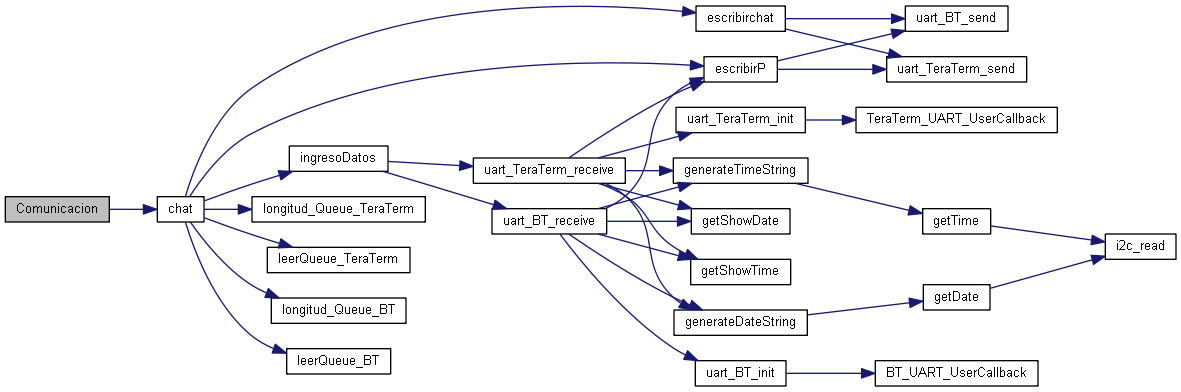 Comunicacion
chat
escribirchat
escribirP
ingresoDatos
longitud_Queue_TeraTerm
leerQueue_TeraTerm
longitud_Queue_BT
leerQueue_BT
uart_TeraTerm_receive
uart_BT_receive
uart_BT_send
uart_TeraTerm_send
uart_TeraTerm_init
TeraTerm_UART_UserCallback
generateTimeString
getShowDate
getShowTime
generateDateString
uart_BT_init
BT_UART_UserCallback
getTime
getDate
i2c_read